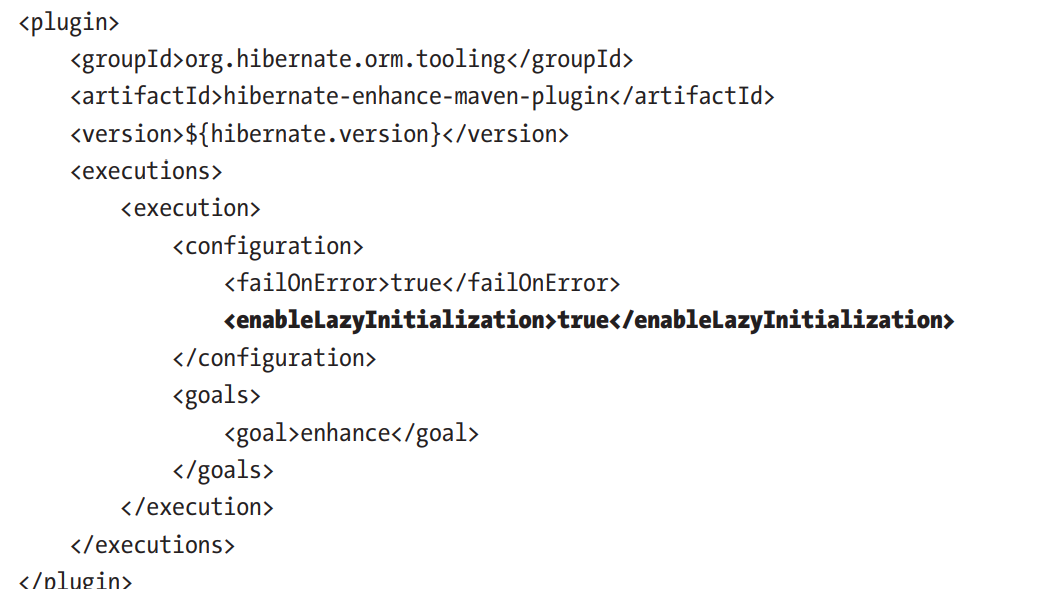 <plugin>
    <groupId>org.hibernate.orm.tooling</groupId>
    <artifactId>hibernate-enhance-maven-plugin</artifactId>
    <version>${hibernate.version}</version>
    <executions>
        <execution>
            <configuration>
                <failOnError>true</failOnError>
                <enableLazyInitialization>true</enableLazyInitialization>
            </configuration>
            <goals>
                <goal>enhance</goal>
            </goals>
        </execution>
    </executions>
</plugin>